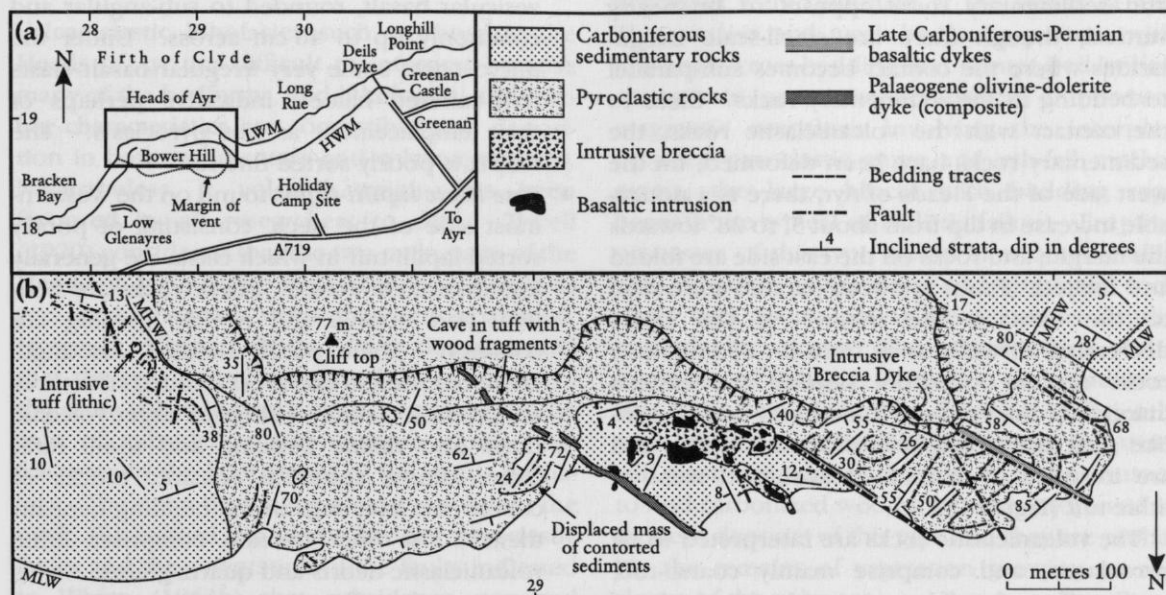 (a)
28
29
30
N
19
18
Firth of Clyde
Heads of Ayr
Bower Hill
LWM
HWM
Long
Rue
Deils
Dyke
Longhill
Point
Greenan
Castle
Greenan
Bracken
Bay
Low
Glenayres
Margin
of vent
Holiday
Camp Site
To
Ayr
A719
28
29
30
Carboniferous
sedimentary rocks
Pyroclastic rocks
Intrusive breccia
Basaltic intrusion
Late Carboniferous-Permian
basaltic dykes
Palaeogene olivine-dolerite
dyke (composite)
Bedding traces
Fault
4
Inclined strata, dip in degrees
(b)
13
MHW
77 m
Cliff top
Cave in tuff with
wood fragments
35
Intrusive
tuff (lithic)
Intrusive
Breccia Dyke
17
5
MHW
80
28
MLW
38
80
50
4
40
55
26
58
68
10
10
5
62
24
72
9
12
30
8
55
50
82
70
Displaced mass
of contorted
sediments
MLW
29
0 metres 100
N